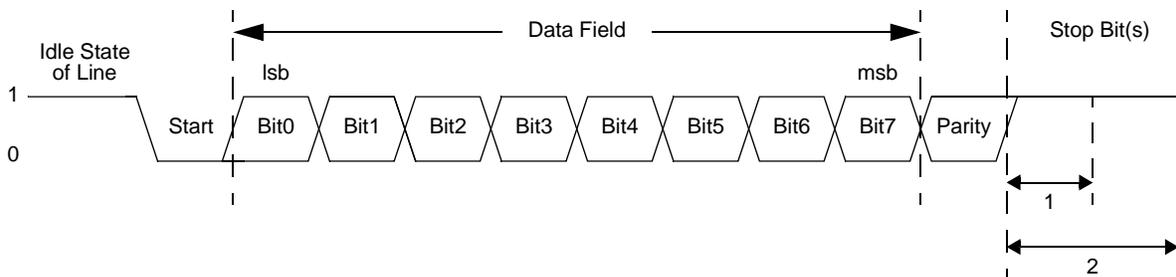 Data Field
Stop Bit(s)
Idle State
of Line
lsb
msb
1
Start
Bit0
Bit1
Bit2
Bit3
Bit4
Bit5
Bit6
Bit7
Parity
0
1
2